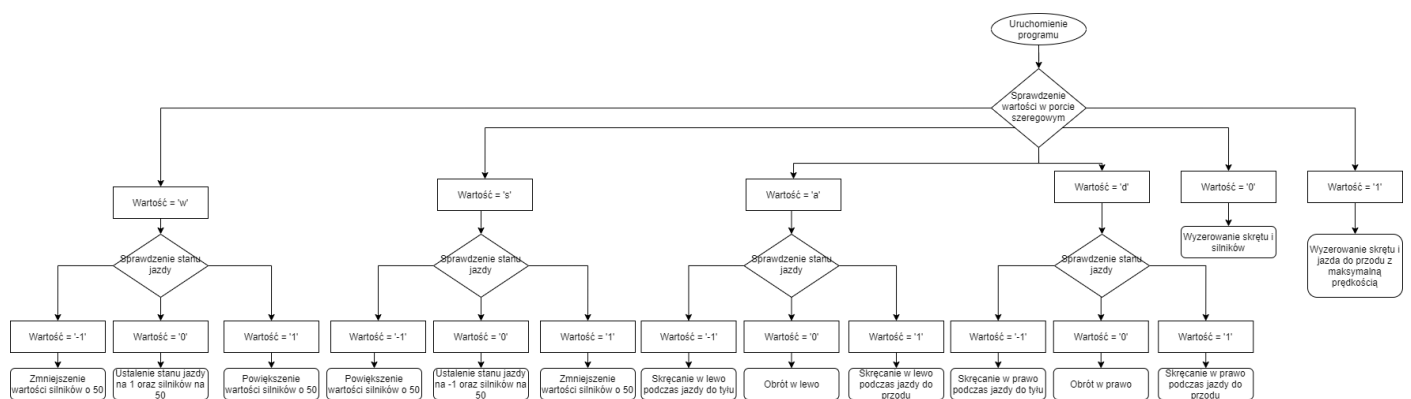 Uruchomienie
programu
Sprawdzenie
wartości w porcie
szeregowym
Wartość = 'w'
Wartość = 's'
Wartość = 'a'
Wartość = 'd'
Wartość = '0'
Wartość = '1'
Wyzerowanie skrętu i
silników
Wyzerowanie skrętu i
jazda do przodu z
maksymalną
prędkością
Sprawdzenie stanu
jazdy
Sprawdzenie stanu
jazdy
Sprawdzenie stanu
jazdy
Sprawdzenie stanu
jazdy
Wartość = '-1'
Wartość = '0'
Wartość = '1'
Wartość = '-1'
Wartość = '0'
Wartość = '1'
Wartość = '-1'
Wartość = '0'
Wartość = '1'
Wartość = '-1'
Wartość = '0'
Wartość = '1'
Zmniejszenie
wartości silników o 50
Ustalenie stanu jazdy
na 1 oraz silników na
50
Powiększenie
wartości silników o 50
Powiększenie
wartości silników o 50
Ustalenie stanu jazdy
na -1 oraz silników na
50
Zmniejszenie
wartości silników o 50
Skręcanie w lewo
podczas jazdy do tyłu
Obrót w lewo
Skręcanie w lewo
podczas jazdy do
przodu
Skręcanie w prawo
podczas jazdy do tyłu
Obrót w prawo
Skręcanie w prawo
podczas jazdy do
przodu